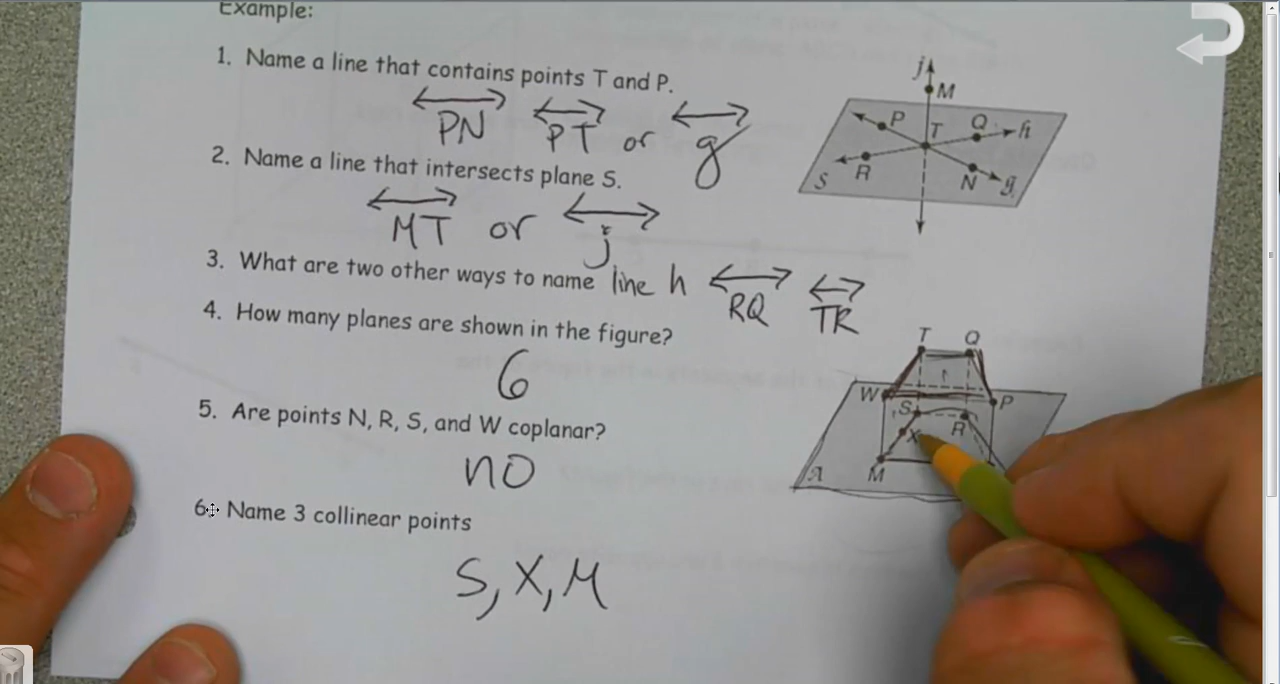 Example:
1. Name a line that contains points T and P.
PN PT or g
2. Name a line that intersects plane S.
MT or j
3. What are two other ways to name line h RQ TR
4. How many planes are shown in the figure?
6
5. Are points N, R, S, and W coplanar?
no
6. Name 3 collinear points
S, X, M
j
M
P T Q h
S R N g
T Q
W P
S R
X
M
A